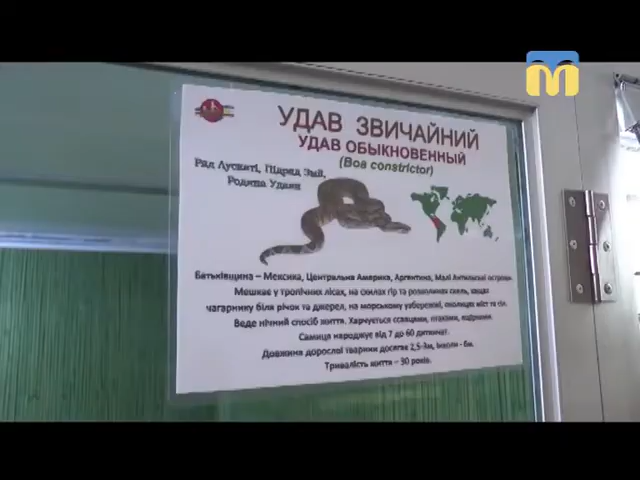 УДАВ ЗВИЧАЙНИЙ
УДАВ ОБЫКНОВЕННЫЙ
(Boa constrictor)
Ряд Лускаті, Підряд Змії,
Родина Удави
Батьківщина – Мексика, Центральна Америка, Аргентина, Малі Антильські острови.
Мешкає у тропічних лісах, на схилах гір та розколинах скель, хащах
чагарнику біля річок та джерел, на морському узбережжі, околицях міст та сіл.
Веде нічний спосіб життя. Харчується ссавцями, птахами, ящірками.
Самиця народжує від 7 до 60 дитинчат.
Довжина дорослої тварини досягає 2,5-3м, інколи - 6м.
Тривалість життя – 30 років.